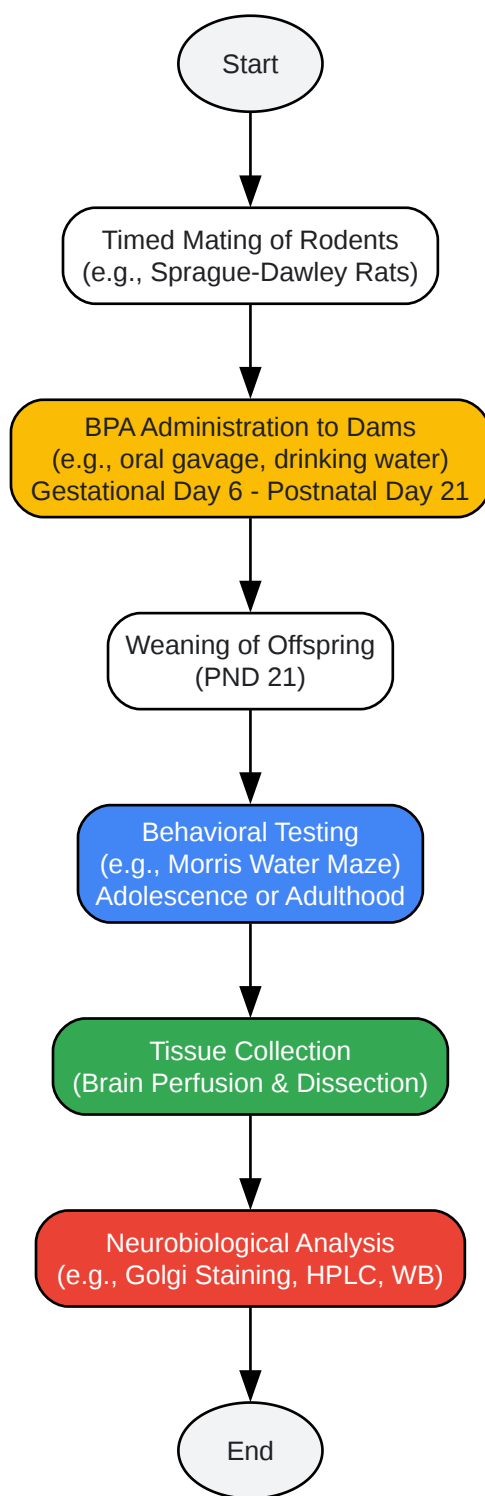 Start
Timed Mating of Rodents
(e.g., Sprague-Dawley Rats)
BPA Administration to Dams
(e.g., oral gavage, drinking water)
Gestational Day 6 - Postnatal Day 21
Weaning of Offspring
(PND 21)
Behavioral Testing
(e.g., Morris Water Maze)
Adolescence or Adulthood
Tissue Collection
(Brain Perfusion & Dissection)
Neurobiological Analysis
(e.g., Golgi Staining, HPLC, WB)
End